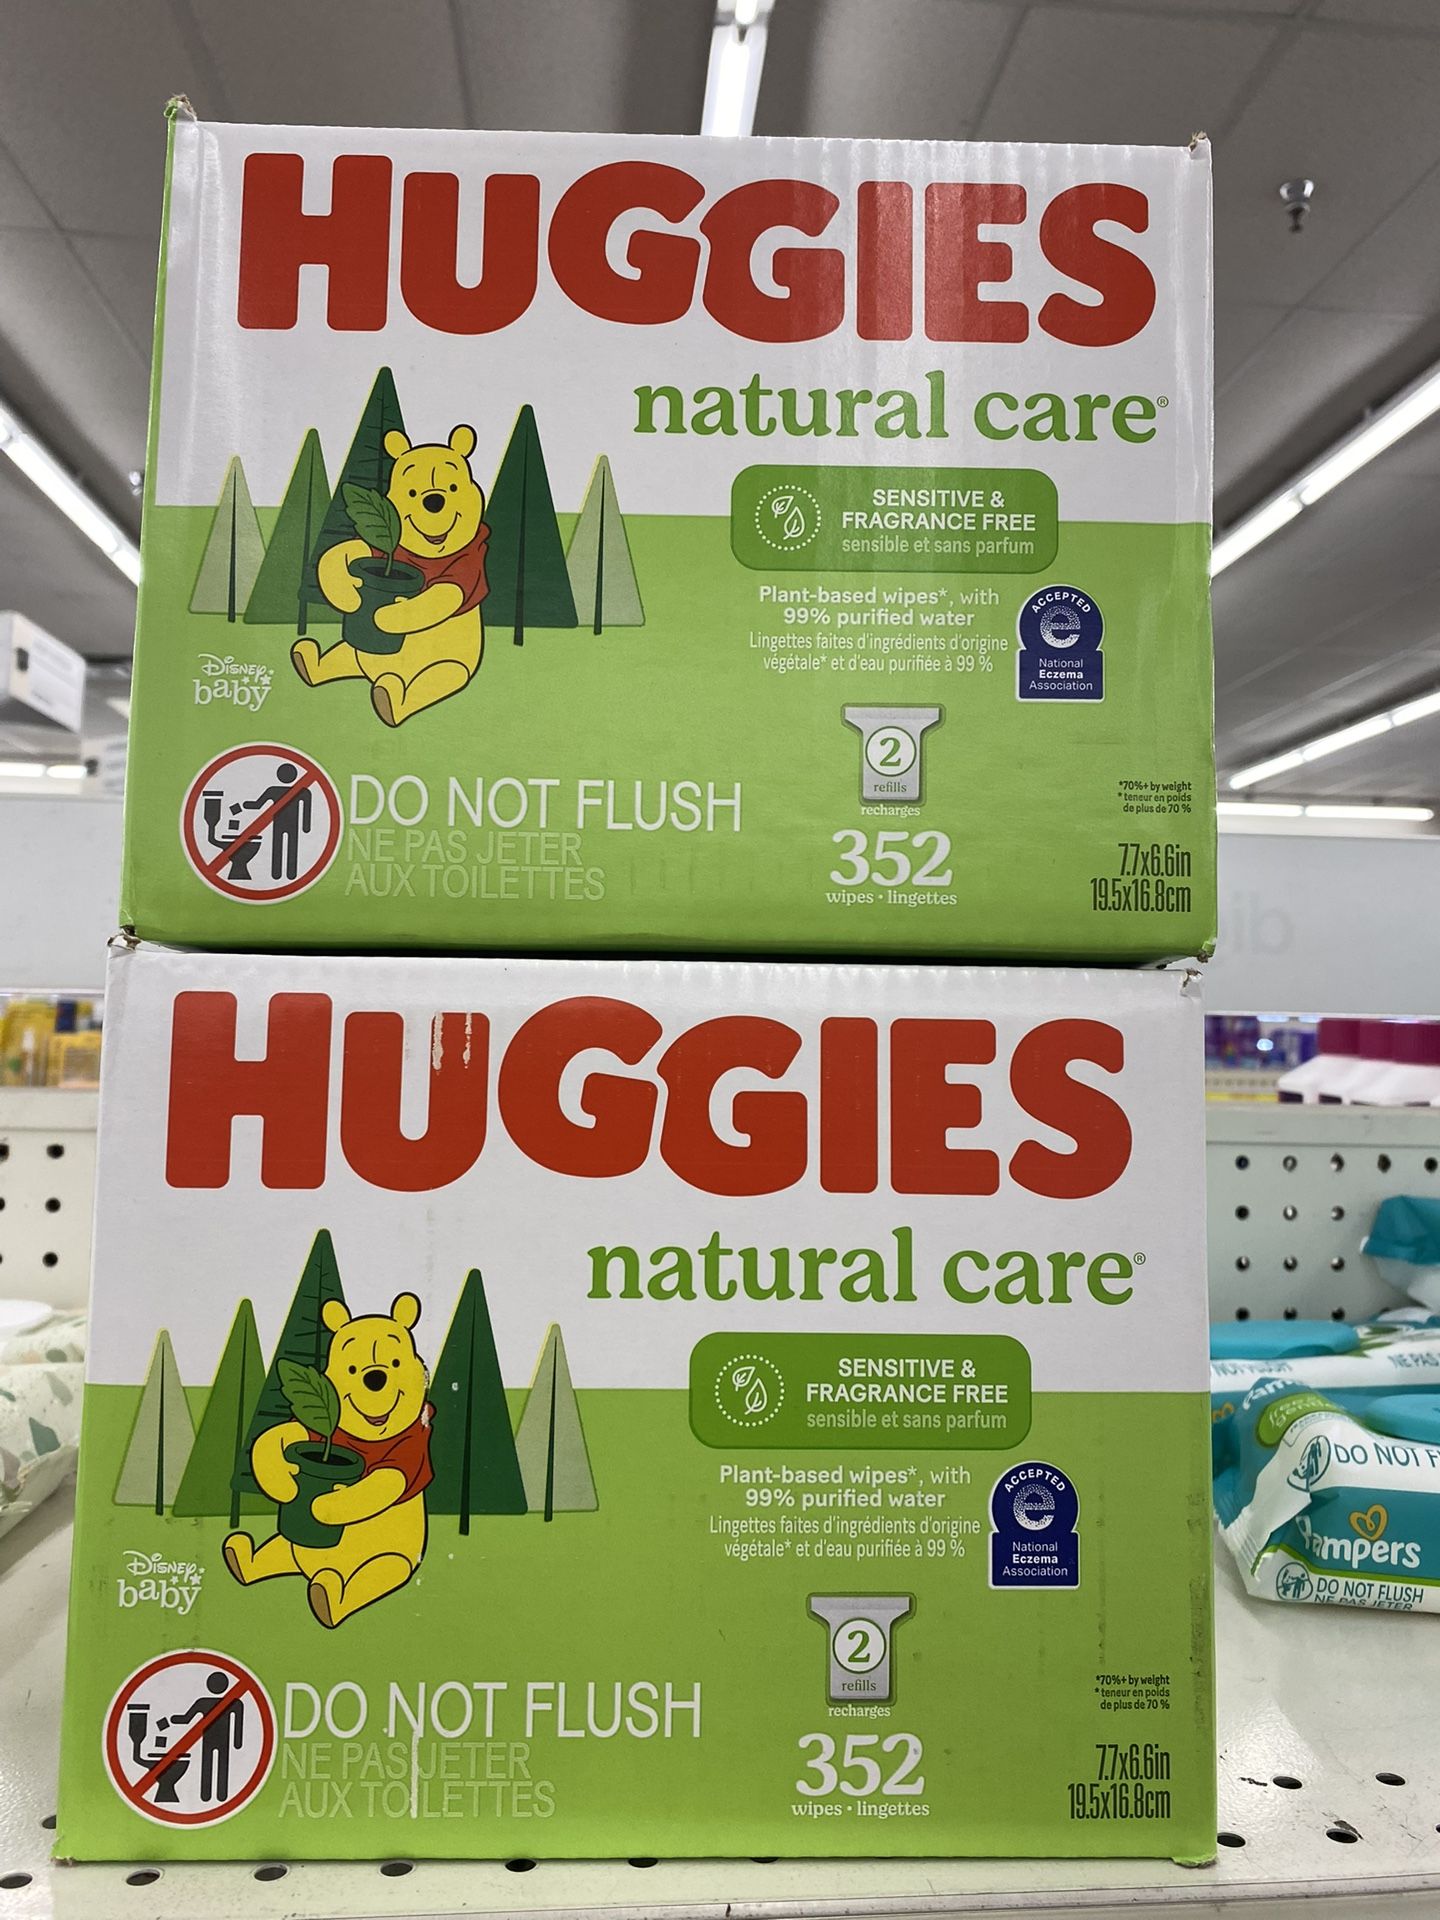 HUGGIES
natural care®
SENSITIVE &
FRAGRANCE FREE
sensible et sans parfum
Plant-based wipes*, with
99% purified water
Lingettes faites d'ingrédients d'origine
végétale* et d'eau purifiée à 99 %
ACCEPTED
e
National
Eczema
Association
Disney
baby
2
refills
recharges
DO NOT FLUSH
NE PAS JETER
AUX TOILETTES
352
wipes • lingettes
*70%+ by weight
*teneur en poids
de plus de 70 %
7.7x6.6in
19.5x16.8cm
HUGGIES
natural care®
SENSITIVE &
FRAGRANCE FREE
sensible et sans parfum
Plant-based wipes*, with
99% purified water
Lingettes faites d'ingrédients d'origine
végétale* et d'eau purifiée à 99 %
ACCEPTED
e
National
Eczema
Association
Disney
baby
2
refills
recharges
DO NOT FLUSH
NE PAS JETER
AUX TOILETTES
352
wipes • lingettes
*70%+ by weight
*teneur en poids
de plus de 70 %
7.7x6.6in
19.5x16.8cm
NE PAS
DO NOT F
Pampers
DO NOT FLUSH
NE PAS JETER